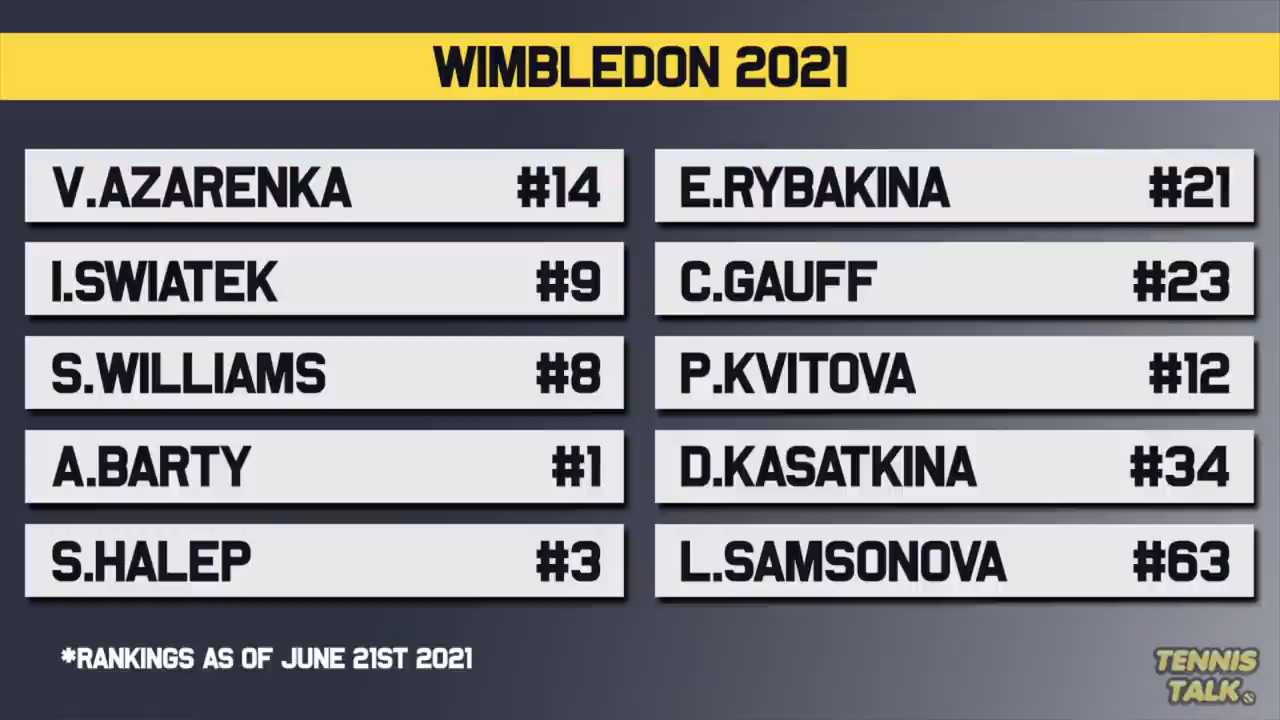 WIMBLEDON 2021
V.AZARENKA #14
I.SWIATEK #9
S.WILLIAMS #8
A.BARTY #1
S.HALEP #3
E.RYBAKINA #21
C.GAUFF #23
P.KVITOVA #12
D.KASATKINA #34
L.SAMSONOVA #63
*RANKINGS AS OF JUNE 21ST 2021
TENNIS
TALK